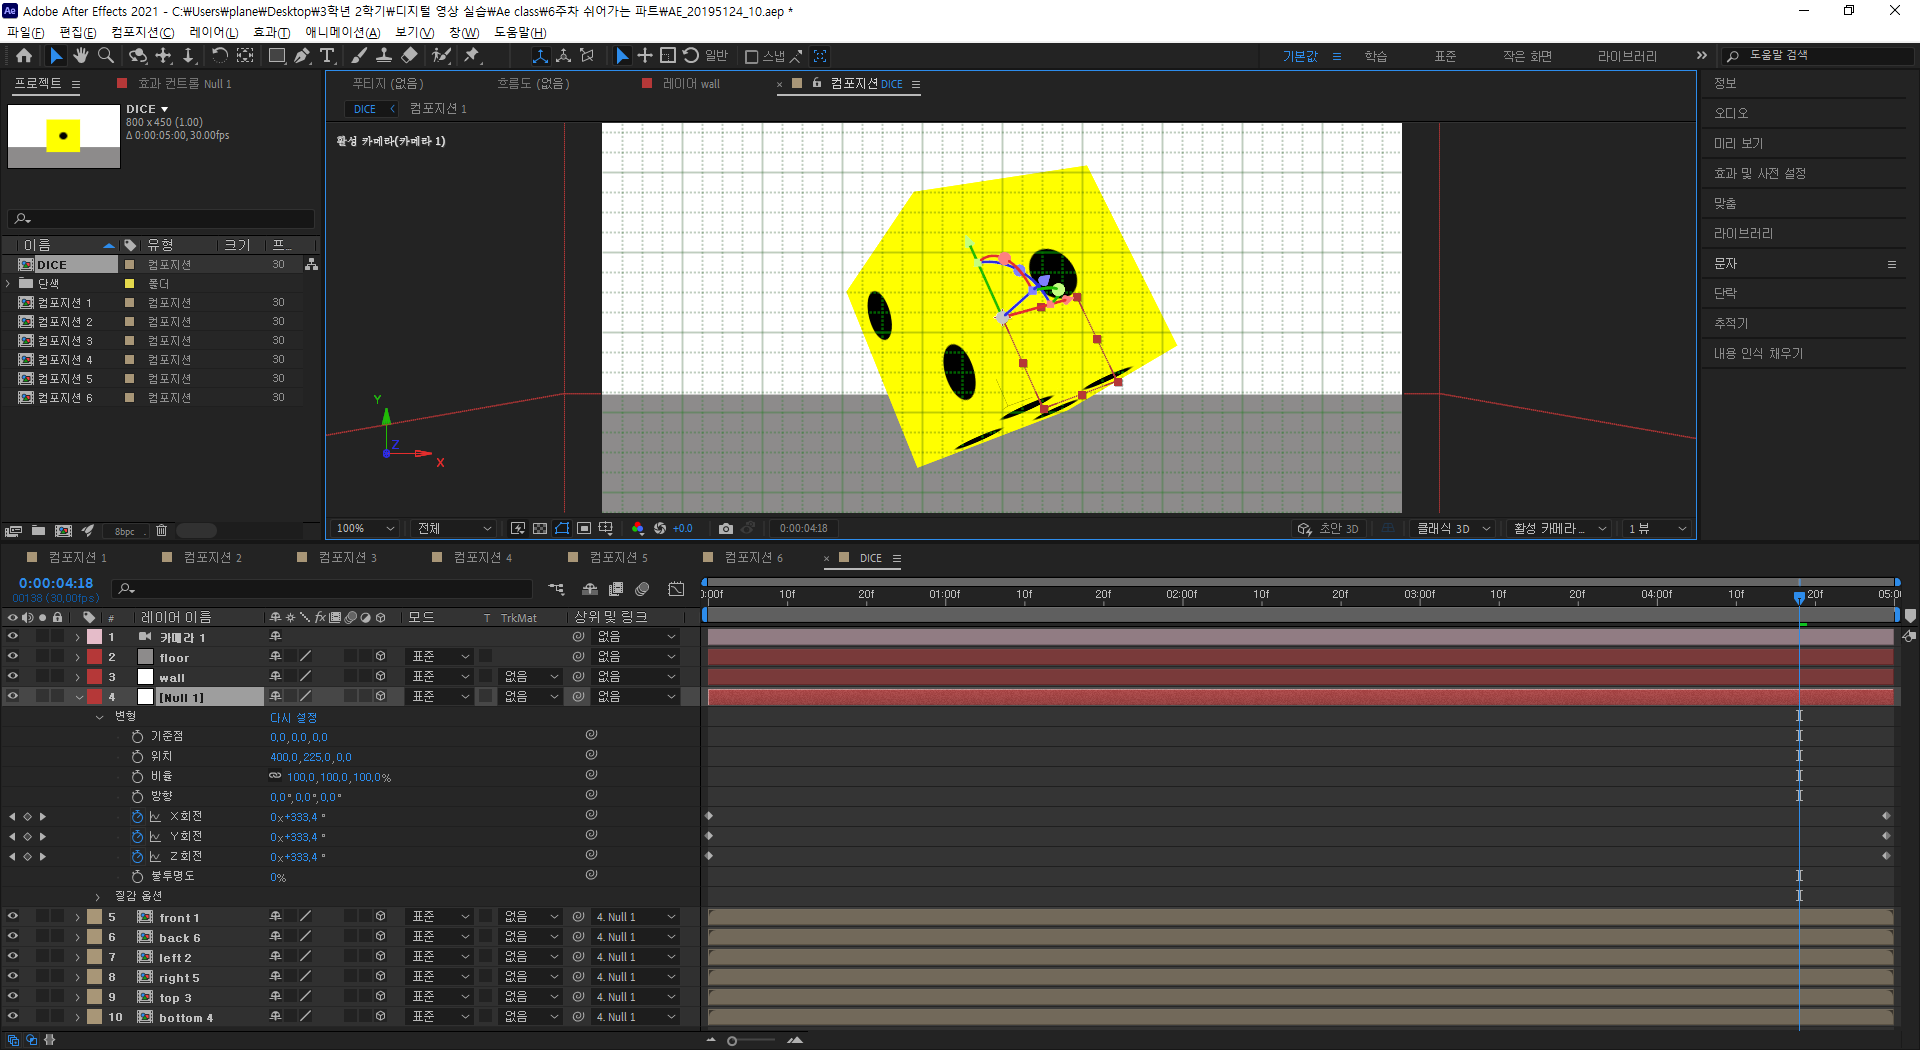 Adobe After Effects 2021 - C:₩Users₩plane₩Desktop₩3학년 2학기₩디지털 영상 실습₩Ae class₩6주차 쉬어가는 파트₩AE_20195124_10.aep *
파일(F) 편집(E) 컴포지션(C) 레이어(L) 효과(T) 애니메이션(A) 보기(V) 창(W) 도움말(H)
일반 스냅 기본값 학습 표준 작은 화면 라이브러리 도움말 검색
프로젝트 효과 컨트롤 Null 1
DICE
800 x 450 (1.00)
Δ 0:00:05:00, 30.00fps
이름 유형 크기 프...
DICE 컴포지션 30
단색 폴더
컴포지션 1 컴포지션 30
컴포지션 2 컴포지션 30
컴포지션 3 컴포지션 30
컴포지션 4 컴포지션 30
컴포지션 5 컴포지션 30
컴포지션 6 컴포지션 30
8bpc
푸티지 (없음) 흐름도 (없음) 레이어 wall × 컴포지션 DICE
DICE 컴포지션 1
활성 카메라(카메라 1)
Y
Z
X
100% 전체 +0.0 0:00:04:18 초안 3D 클래식 3D 활성 카메라... 1 뷰
정보
오디오
미리 보기
효과 및 사전 설정
맞춤
라이브러리
문자
단락
추적기
내용 인식 채우기
컴포지션 1 컴포지션 2 컴포지션 3 컴포지션 4 컴포지션 5 컴포지션 6 × DICE
0:00:04:18
00138 (30.00fps)
0:00f 10f 20f 01:00f 10f 20f 02:00f 10f 20f 03:00f 10f 20f 04:00f 10f 20f 05:0
# 레이어 이름 fx 모드 T TrkMat 상위 및 링크
1 카메라 1 없음
2 floor 표준 없음
3 wall 표준 없음 없음
4 [Null 1] 표준 없음 없음
변형 다시 설정
기준점 0.0,0.0,0.0
위치 400.0,225.0,0.0
비율 100.0,100.0,100.0%
방향 0.0°,0.0°,0.0°
X 회전 0x+333.4°
Y 회전 0x+333.4°
Z 회전 0x+333.4°
불투명도 0%
질감 옵션
5 front 1 표준 없음 4. Null 1
6 back 6 표준 없음 4. Null 1
7 left 2 표준 없음 4. Null 1
8 right 5 표준 없음 4. Null 1
9 top 3 표준 없음 4. Null 1
10 bottom 4 표준 없음 4. Null 1